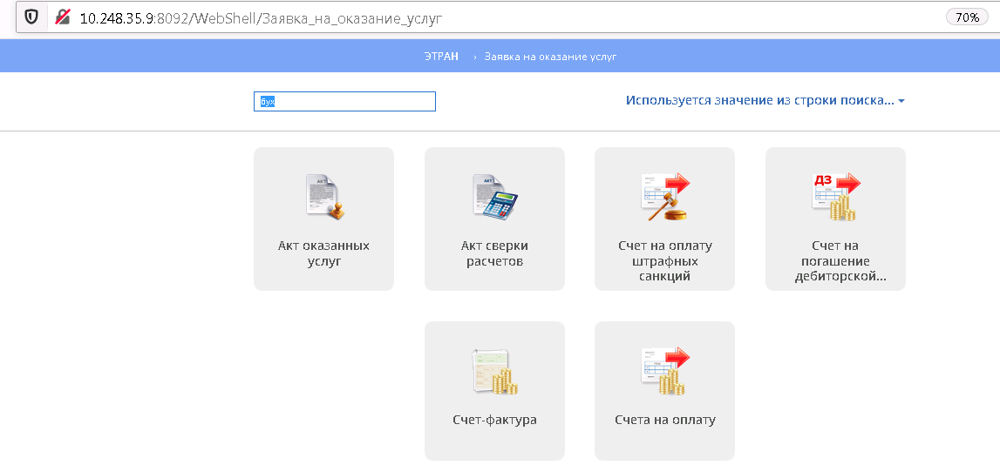 10.248.35.9:8092/WebShell/Заявка_на_оказание_услуг
70%
ЭТРАН › Заявка на оказание услуг
бух
Используется значение из строки поиска...
АКТ
АКТ
ДЗ
Акт оказанных
услуг
Акт сверки
расчетов
Счет на оплату
штрафных
санкций
Счет на
погашение
дебиторской...
Счет-фактура
Счета на оплату